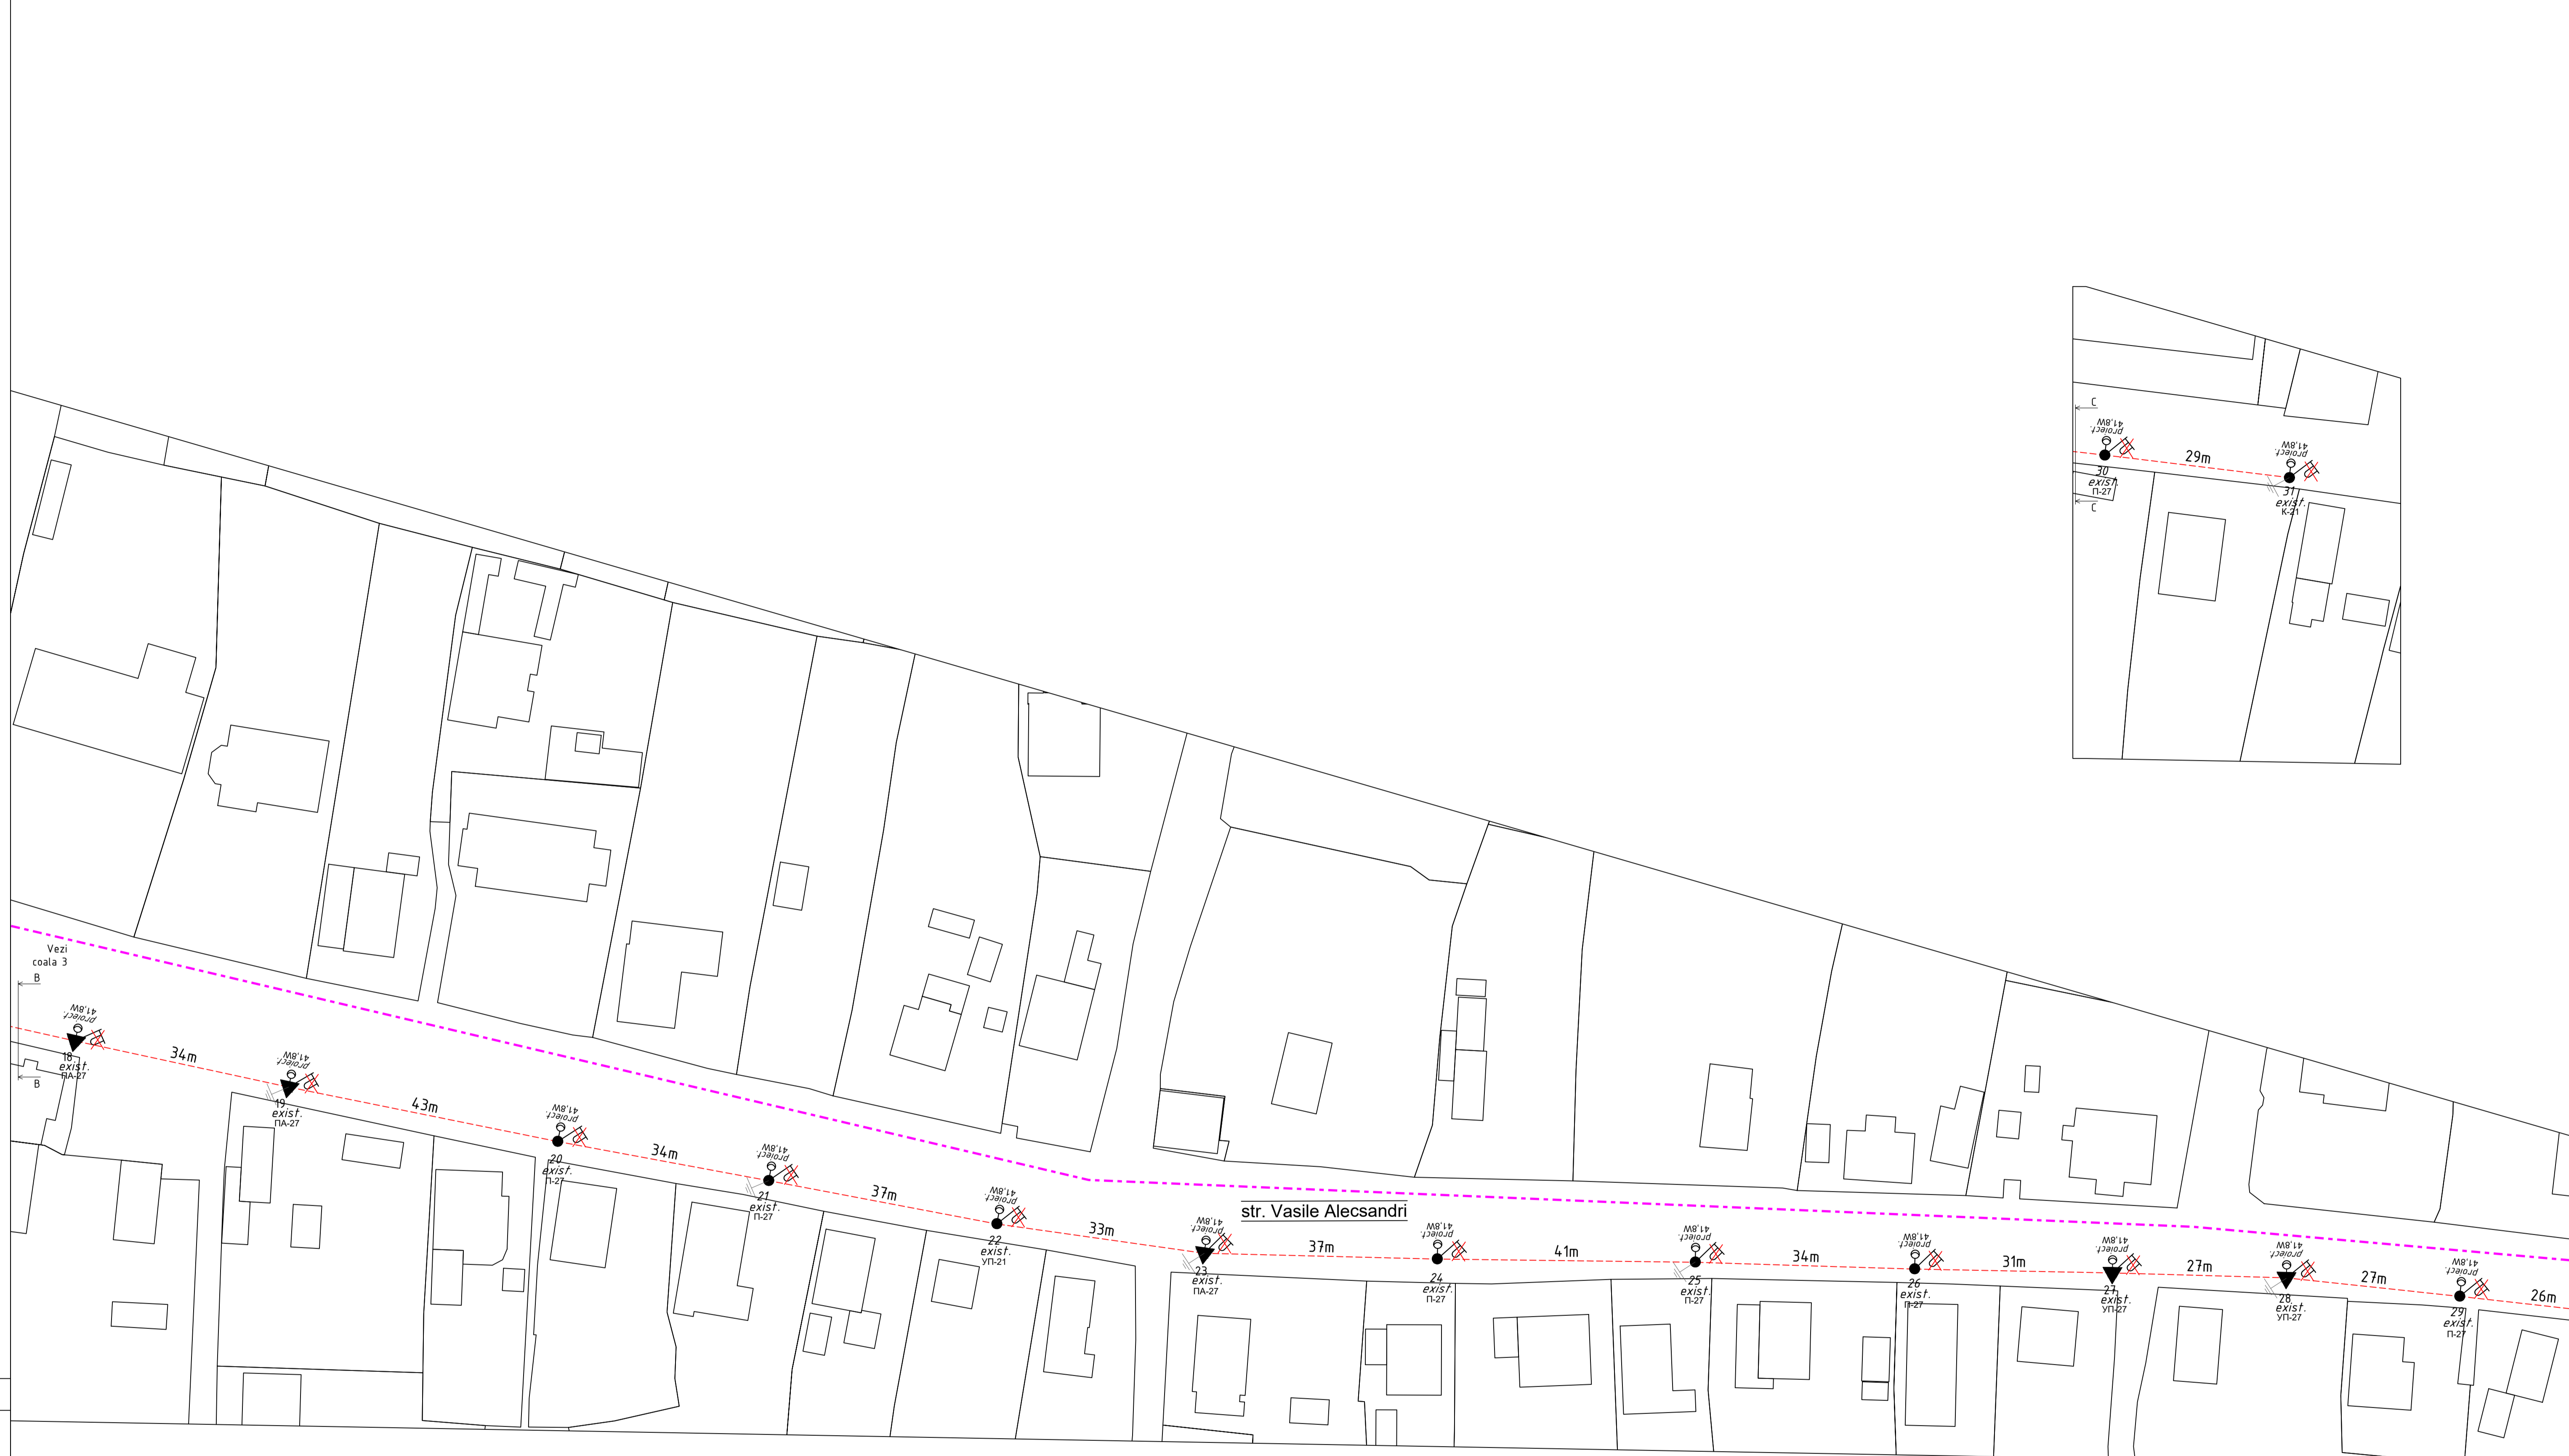 C
41,8W
proiect.
30
exist.
П-27
C
29m
41,8W
proiect.
31
exist.
К-21
Vezi
coala 3
B
41,8W
proiect.
18
exist.
ПА-27
B
34m
41,8W
proiect.
19
exist.
ПА-27
43m
41,8W
proiect.
20
exist.
П-27
34m
41,8W
proiect.
21
exist.
П-27
37m
41,8W
proiect.
22
exist.
УП-21
33m
str. Vasile Alecsandri
41,8W
proiect.
23
exist.
ПА-27
37m
41,8W
proiect.
24
exist.
П-27
41m
41,8W
proiect.
25
exist.
П-27
34m
41,8W
proiect.
26
exist.
П-27
31m
41,8W
proiect.
27
exist.
УП-27
27m
41,8W
proiect.
28
exist.
УП-27
27m
41,8W
proiect.
29
exist.
П-27
26m